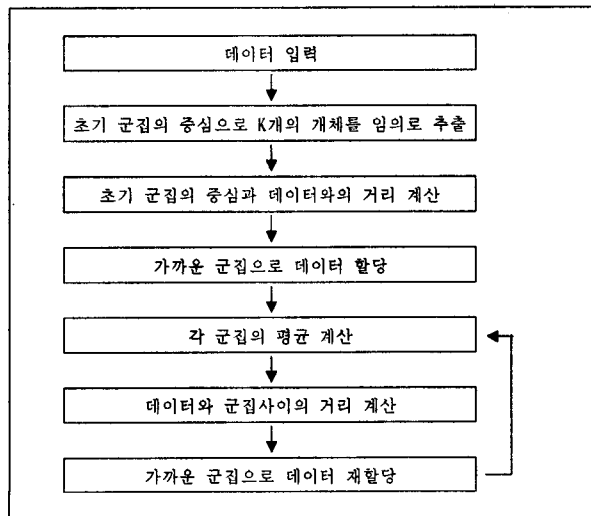 데이터 입력
초기 군집의 중심으로 K개의 개체를 임의로 추출
초기 군집의 중심과 데이터와의 거리 계산
가까운 군집으로 데이터 할당
각 군집의 평균 계산
데이터와 군집사이의 거리 계산
가까운 군집으로 데이터 재할당